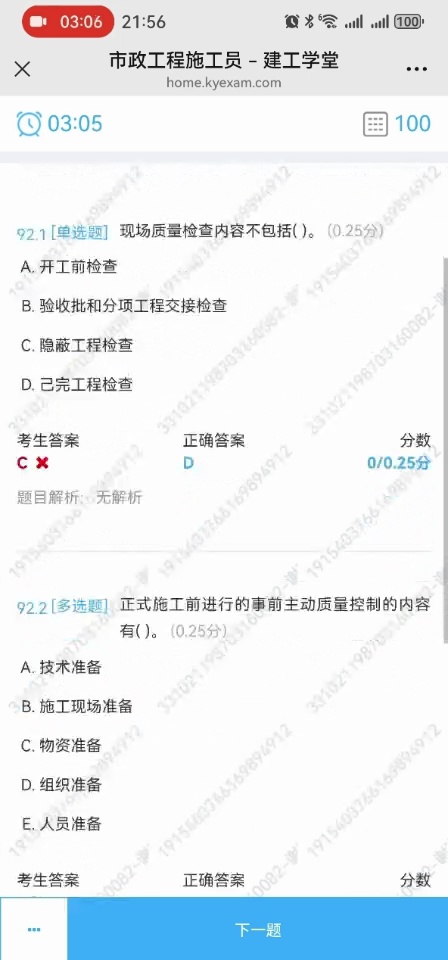 03:06 21:56 100
市政工程施工员 – 建工学堂
home.kyexam.com
03:05 100
92.1 [单选题] 现场质量检查内容不包括( )。 (0.25分)
A. 开工前检查
B. 验收批和分项工程交接检查
C. 隐蔽工程检查
D. 己完工程检查
考生答案 正确答案 分数
C D 0/0.25分
题目解析: 无解析
92.2 [多选题] 正式施工前进行的事前主动质量控制的内容
有( )。 (0.25分)
A. 技术准备
B. 施工现场准备
C. 物资准备
D. 组织准备
E. 人员准备
考生答案 正确答案 分数
下一题